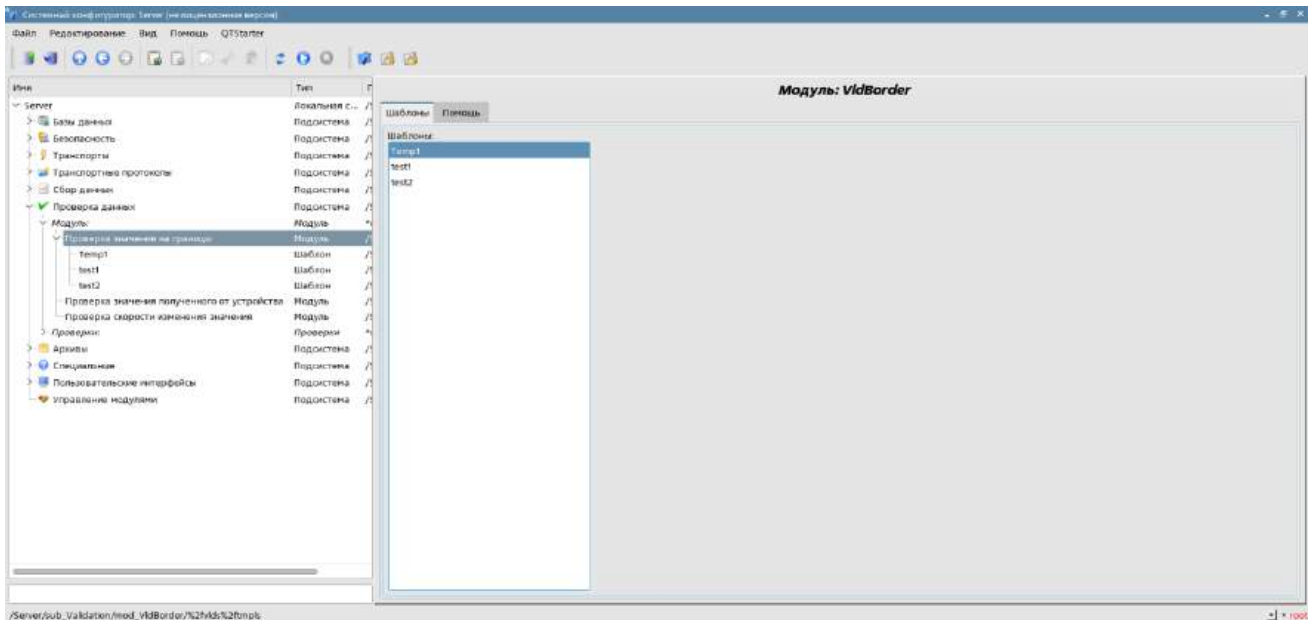 Системный конфигуратор: Server (не лицензионная версия)
Файл Редактирование Вид Помощь QTStarter
Имя Тип П
Server Локальная с... /S
Базы данных Подсистема /S
Безопасность Подсистема /S
Транспорты Подсистема /S
Транспортные протоколы Подсистема /S
Сбор данных Подсистема /S
Проверка данных Подсистема /S
Модуль: Модуль
Проверка значения на границы Модуль /S
Temp1 Шаблон /S
test1 Шаблон /S
test2 Шаблон /S
Проверка значения полученного от устройства Модуль /S
Проверка скорости изменения значения Модуль /S
Проверки: Проверки
Архивы Подсистема /S
Специальные Подсистема /S
Пользовательские интерфейсы Подсистема /S
Управление модулями Подсистема /S
Модуль: VldBorder
Шаблоны Помощь
Шаблоны:
Temp1
test1
test2
/Server/sub_Validation/mod_VldBorder/%2fvlds%2ftmpls
root